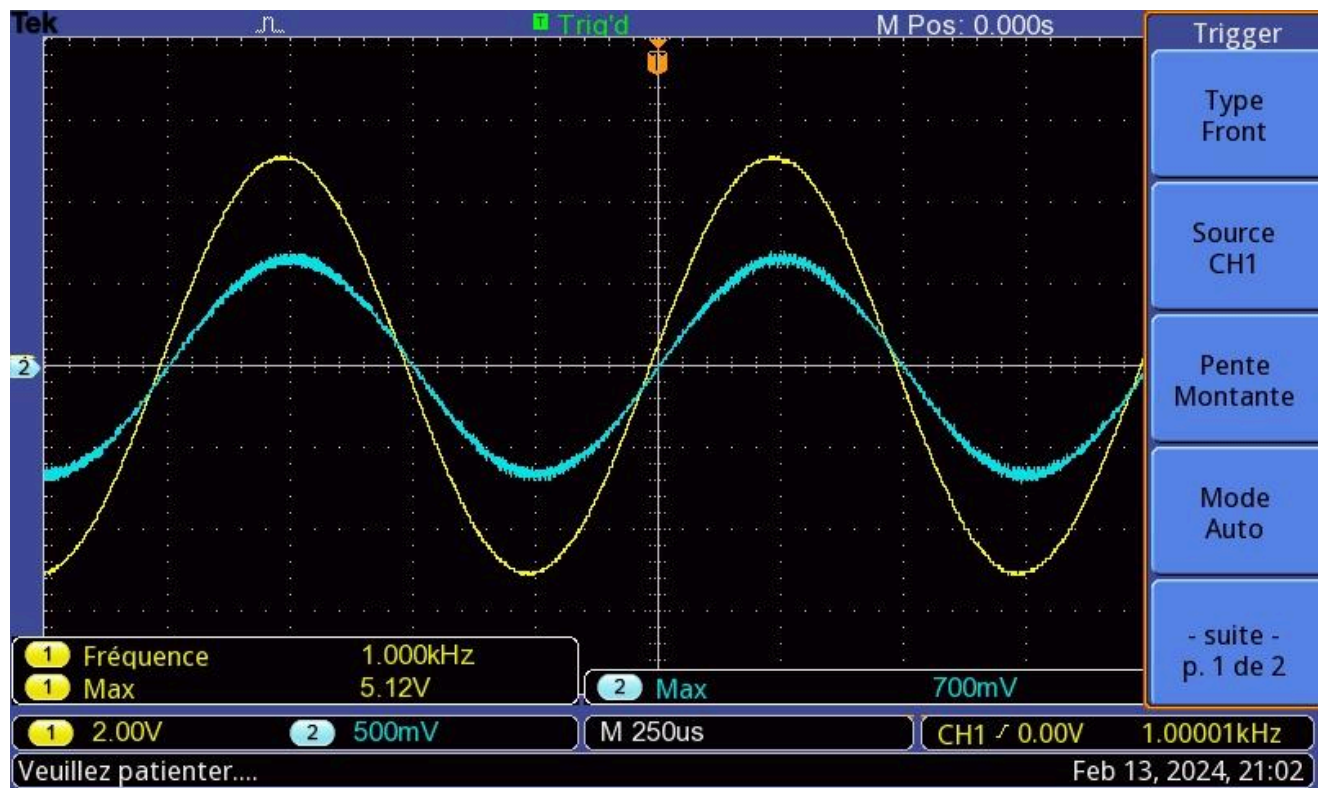 Tek T Trig'd M Pos: 0.000s
Trigger
T
Type
Front
Source
CH1
2
Pente
Montante
Mode
Auto
- suite -
p. 1 de 2
1 Fréquence 1.000kHz
1 Max 5.12V
2 Max 700mV
1 2.00V 2 500mV M 250us CH1 0.00V 1.00001kHz
Veuillez patienter.... Feb 13, 2024, 21:02